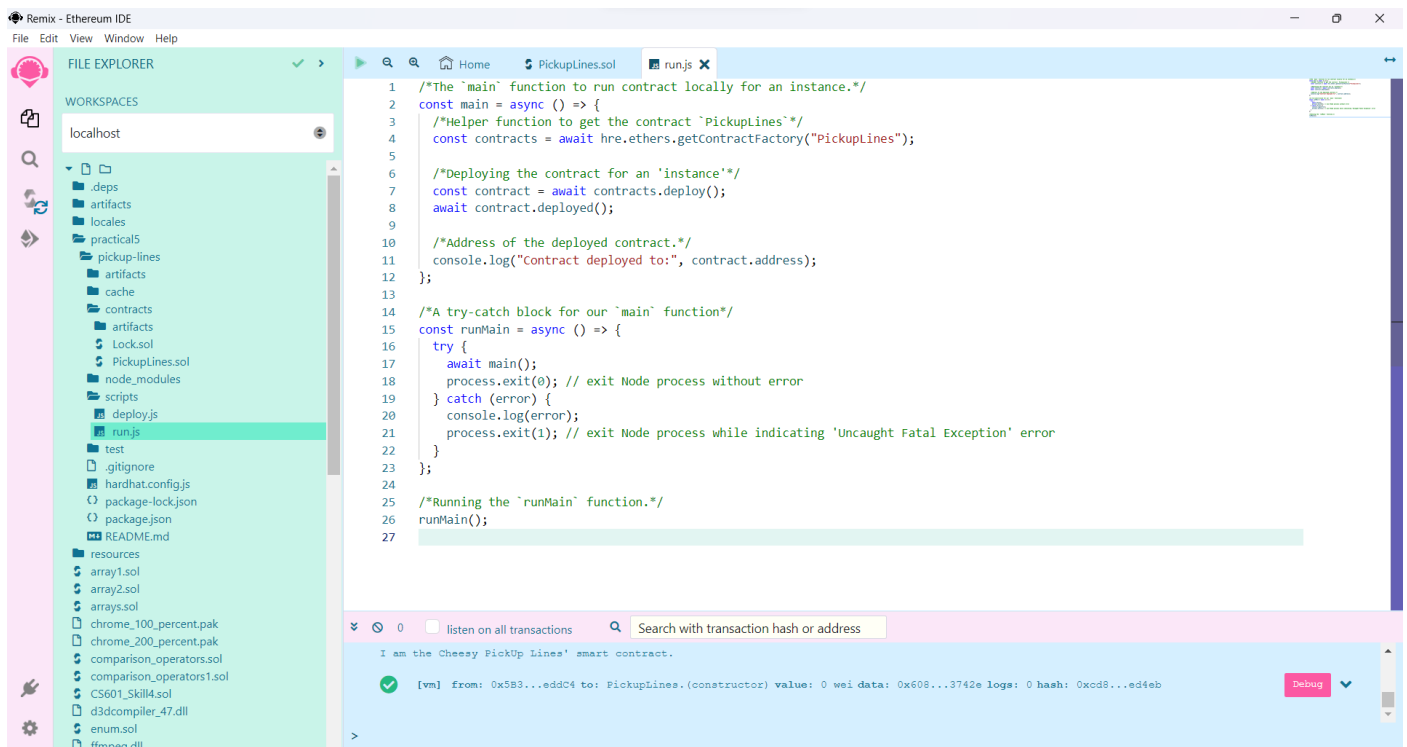 Remix - Ethereum IDE
File Edit View Window Help
FILE EXPLORER
WORKSPACES
localhost
.deps
artifacts
locales
practical5
pickup-lines
artifacts
cache
contracts
artifacts
Lock.sol
PickupLines.sol
node_modules
scripts
deploy.js
run.js
test
.gitignore
hardhat.config.js
package-lock.json
package.json
README.md
resources
array1.sol
array2.sol
arrays.sol
chrome_100_percent.pak
chrome_200_percent.pak
comparison_operators.sol
comparison_operators1.sol
CS601_Skill4.sol
d3dcompiler_47.dll
enum.sol
ffmpeg.dll
Home PickupLines.sol run.js
1 /*The `main` function to run contract locally for an instance.*/
2 const main = async () => {
3 /*Helper function to get the contract `PickupLines`*/
4 const contracts = await hre.ethers.getContractFactory("PickupLines");
5
6 /*Deploying the contract for an 'instance'*/
7 const contract = await contracts.deploy();
8 await contract.deployed();
9
10 /*Address of the deployed contract.*/
11 console.log("Contract deployed to:", contract.address);
12 };
13
14 /*A try-catch block for our `main` function*/
15 const runMain = async () => {
16 try {
17 await main();
18 process.exit(0); // exit Node process without error
19 } catch (error) {
20 console.log(error);
21 process.exit(1); // exit Node process while indicating 'Uncaught Fatal Exception' error
22 }
23 };
24
25 /*Running the `runMain` function.*/
26 runMain();
27
0 listen on all transactions Search with transaction hash or address
I am the Cheesy PickUp Lines' smart contract.
[vm] from: 0x5B3...eddC4 to: PickupLines.(constructor) value: 0 wei data: 0x608...3742e logs: 0 hash: 0xcd8...ed4eb Debug
>